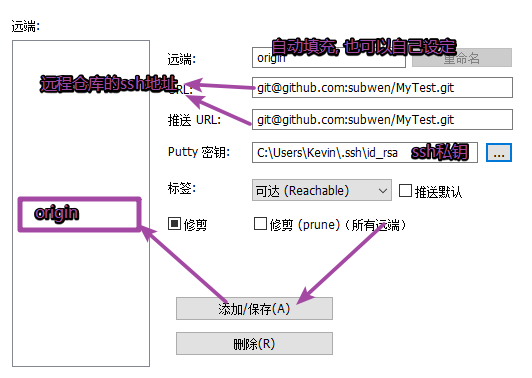 远端:
自动填充, 也可以自己设定
远端:
origin
重命名
远程仓库的ssh地址
URL:
git@github.com:subwen/MyTest.git
推送 URL:
git@github.com:subwen/MyTest.git
Putty 密钥:
C:\Users\Kevin\.ssh\id_rsa
ssh私钥
...
标签:
可达 (Reachable)
推送默认
origin
修剪
修剪 (prune) (所有远端)
添加/保存(A)
删除(R)